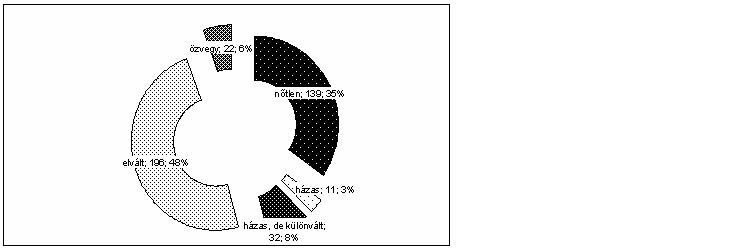 özvegy; 22; 6%
nőtlen; 139; 35%
elvált; 196; 48%
házas; 11; 3%
házas, de különvált;
32; 8%